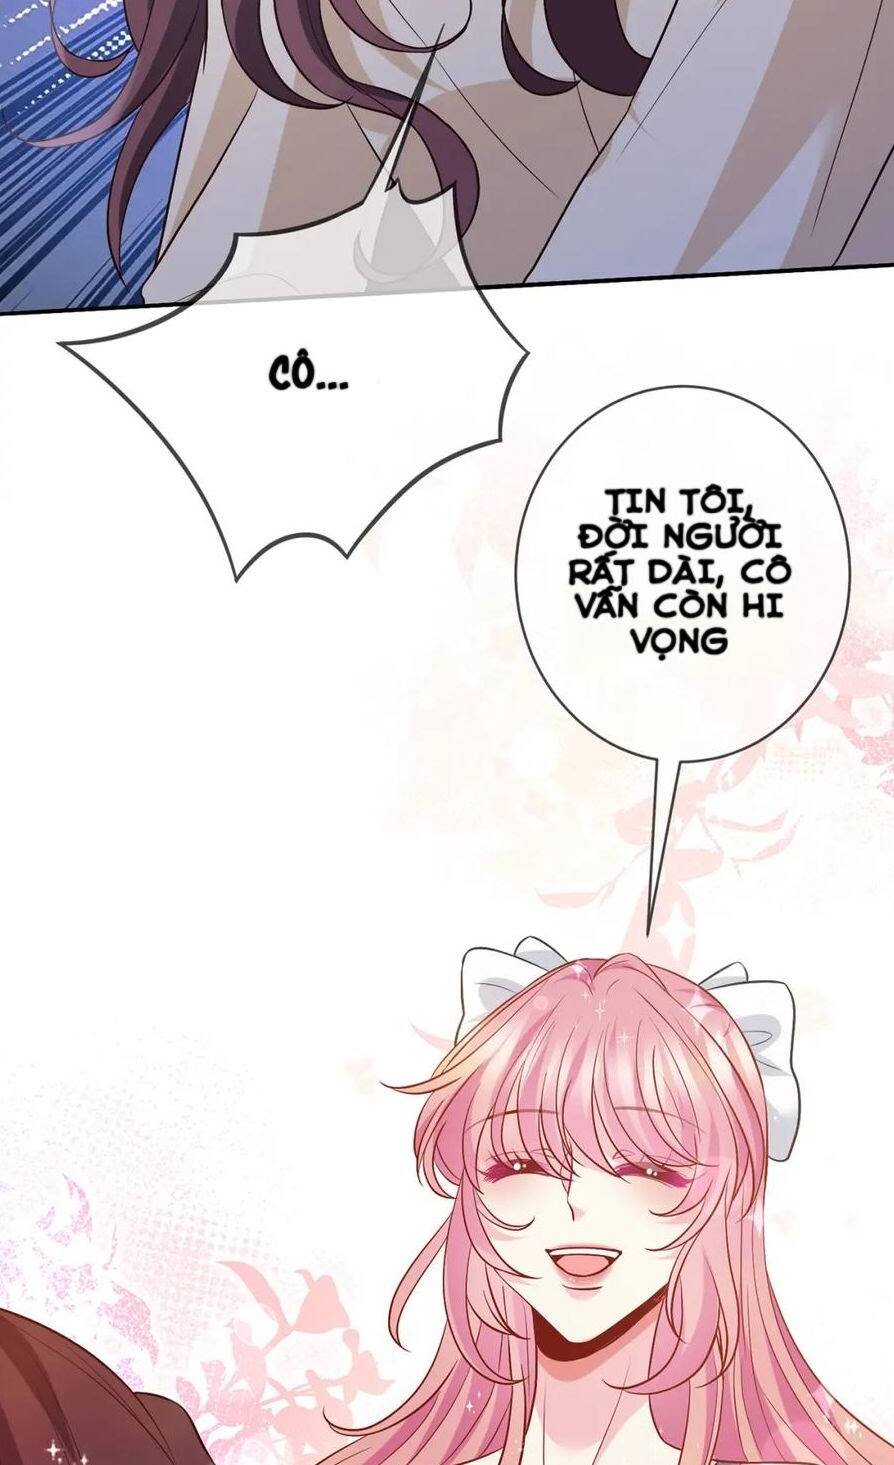 CÔ...
TIN TÔI,
ĐỜI NGƯỜI
RẤT DÀI, CÔ
VẪN CÒN HI
VỌNG